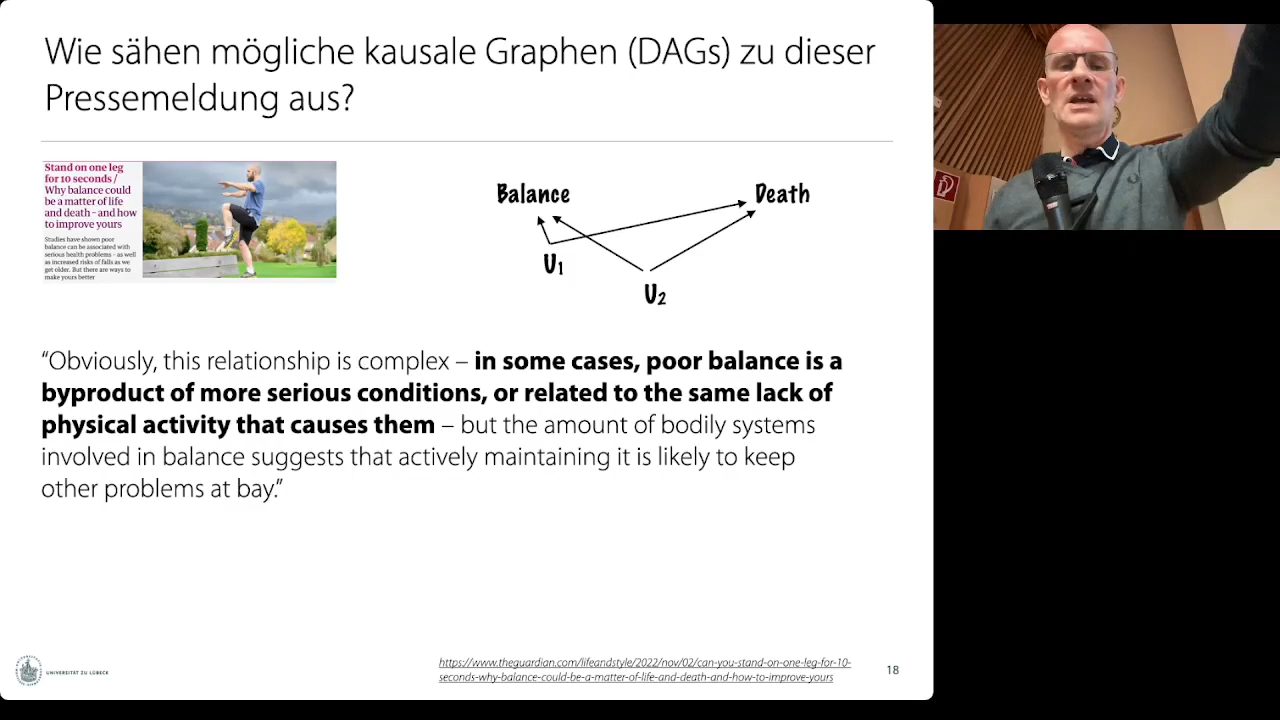 Wie sähen mögliche kausale Graphen (DAGs) zu dieser
Pressemeldung aus?
Stand on one leg
for 10 seconds /
Why balance could
be a matter of life
and death – and how
to improve yours
Studies have shown poor
balance can be associated with
serious health problems – as well
as increased risks of falls as we
get older. But there are ways to
make yours better
Balance
Death
U1
U2
“Obviously, this relationship is complex – in some cases, poor balance is a
byproduct of more serious conditions, or related to the same lack of
physical activity that causes them – but the amount of bodily systems
involved in balance suggests that actively maintaining it is likely to keep
other problems at bay.”
UNIVERSITÄT ZU LÜBECK
https://www.theguardian.com/lifeandstyle/2022/nov/02/can-you-stand-on-one-leg-for-10-
seconds-why-balance-could-be-a-matter-of-life-and-death-and-how-to-improve-yours
18